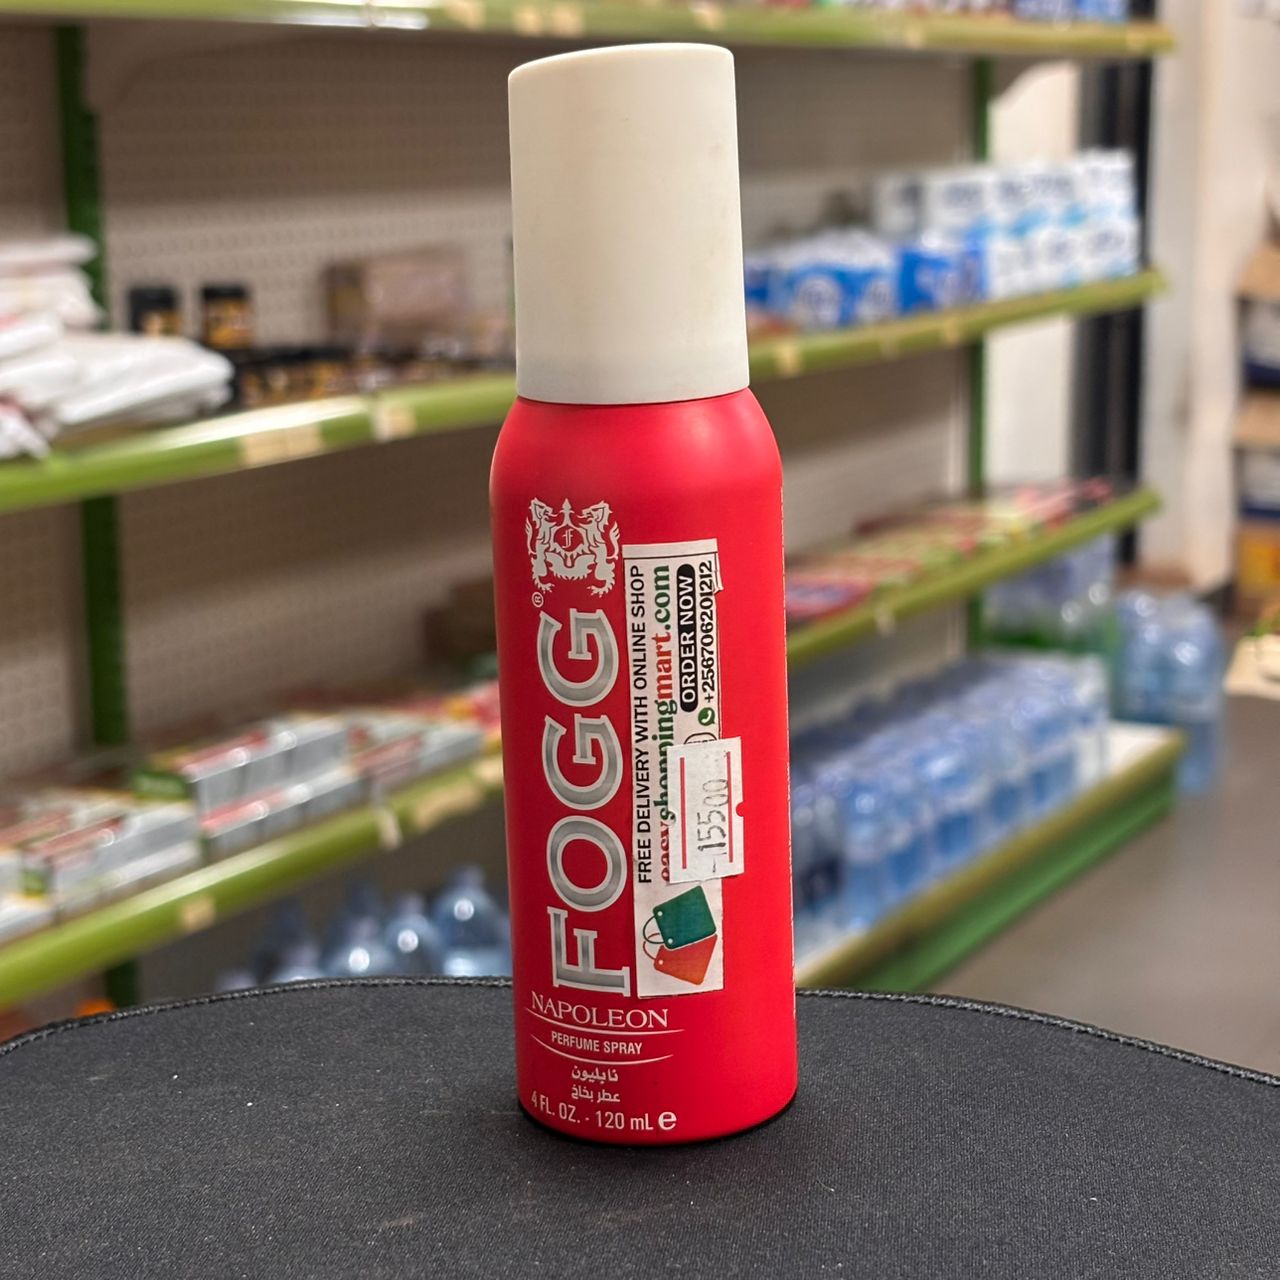 FOGG®
FREE DELIVERY WITH ONLINE SHOP
easyshoppingmart.com
ORDER NOW
+256706201212
15500
NAPOLEON
PERFUME SPRAY
نابليون
عطر بخاخ
4 FL. OZ. - 120 mL e